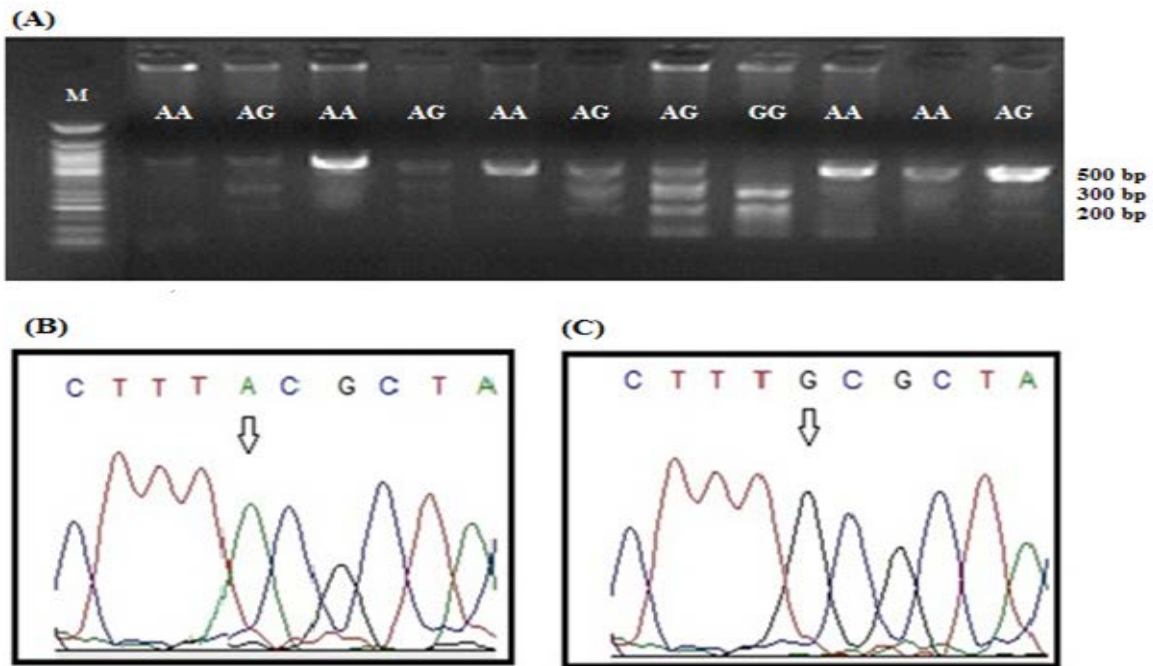 (A)
M AA AG AA AG AA AG AG GG AA AA AG
500 bp
300 bp
200 bp
(B) (C)
C T T T A C G C T A
C T T T G C G C T A